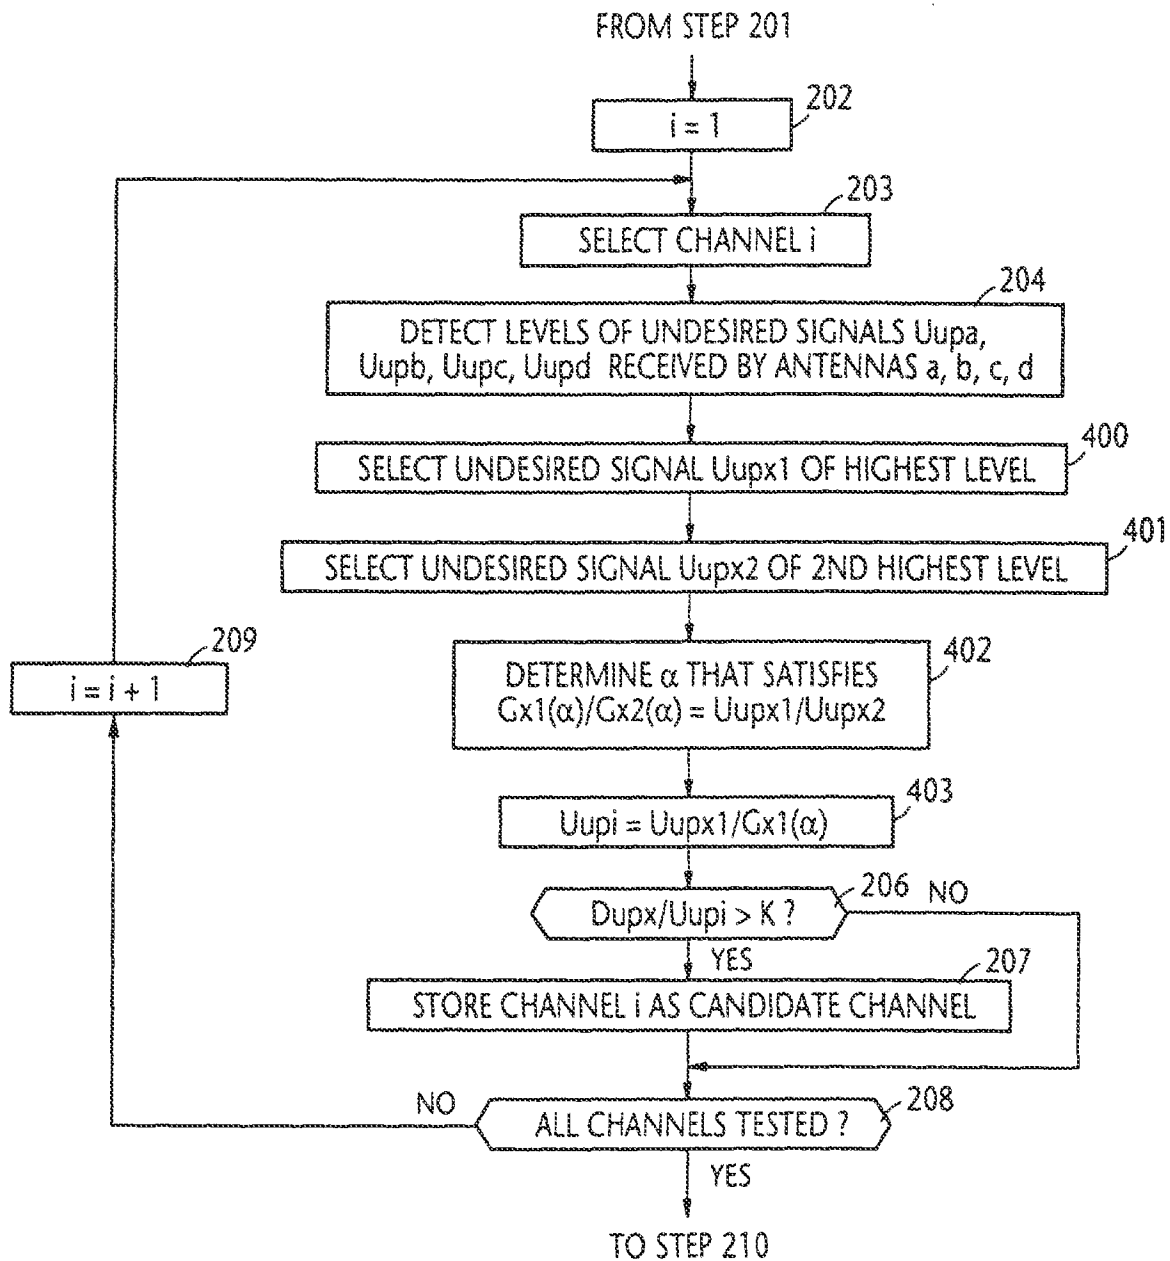 FROM STEP 201
202
i = 1
203
SELECT CHANNEL i
204
DETECT LEVELS OF UNDESIRED SIGNALS Uupa,
Uupb, Uupc, Uupd RECEIVED BY ANTENNAS a, b, c, d
400
SELECT UNDESIRED SIGNAL Uupx1 OF HIGHEST LEVEL
401
SELECT UNDESIRED SIGNAL Uupx2 OF 2ND HIGHEST LEVEL
209
i = i + 1
402
DETERMINE α THAT SATISFIES
Gx1(α)/Gx2(α) = Uupx1/Uupx2
403
Uupi = Uupx1/Gx1(α)
206
NO
Dupx/Uupi > K ?
YES
207
STORE CHANNEL i AS CANDIDATE CHANNEL
NO
208
ALL CHANNELS TESTED ?
YES
TO STEP 210